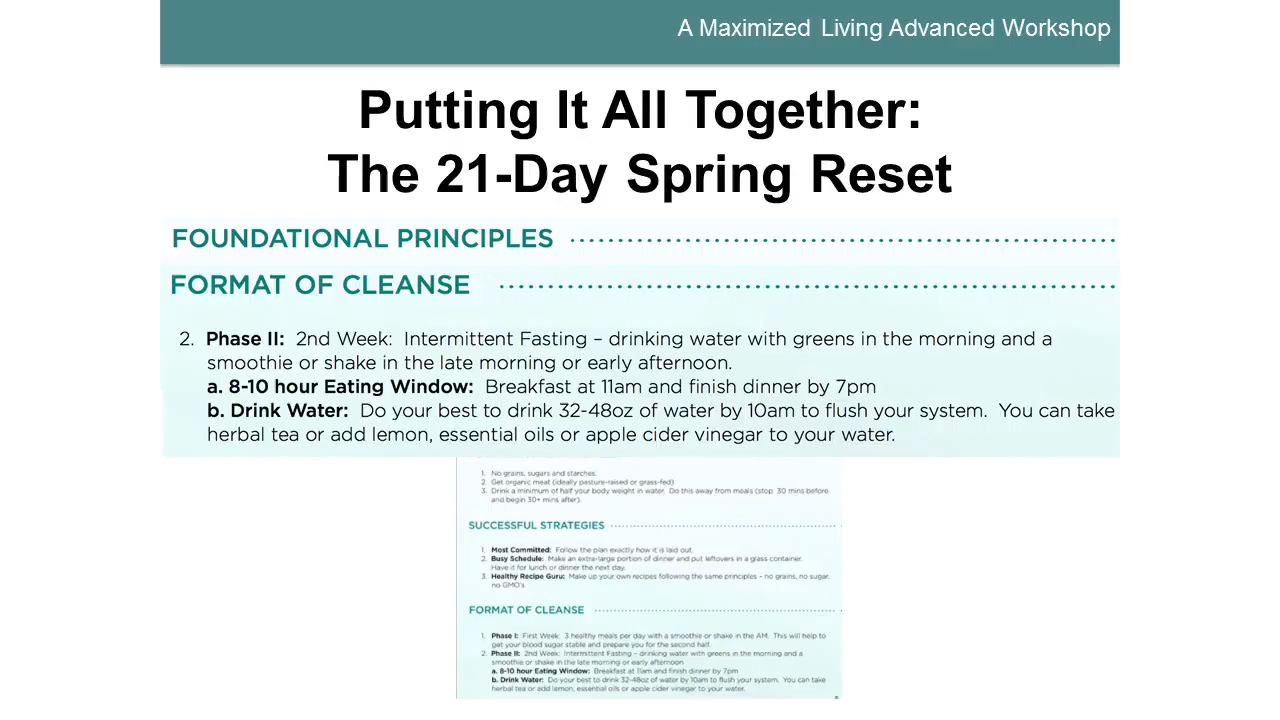 A Maximized Living Advanced Workshop
Putting It All Together:
The 21-Day Spring Reset
FOUNDATIONAL PRINCIPLES
FORMAT OF CLEANSE
2. Phase II: 2nd Week: Intermittent Fasting – drinking water with greens in the morning and a
smoothie or shake in the late morning or early afternoon.
a. 8-10 hour Eating Window: Breakfast at 11am and finish dinner by 7pm
b. Drink Water: Do your best to drink 32-48oz of water by 10am to flush your system. You can take
herbal tea or add lemon, essential oils or apple cider vinegar to your water.
1. No grains, sugars and starches.
2. Get organic meat (ideally pasture-raised or grass-fed)
3. Drink a minimum of half your body weight in water. Do this away from meals (stop 30 mins before
and begin 30+ mins after).
SUCCESSFUL STRATEGIES
1. Most Committed: Follow the plan exactly how it is laid out.
2. Busy Schedule: Make an extra-large portion of dinner and put leftovers in a glass container.
Have it for lunch or dinner the next day.
3. Healthy Recipe Guru: Make up your own recipes following the same principles – no grains, no sugar,
no GMO's.
FORMAT OF CLEANSE
1. Phase I: First Week: 3 healthy meals per day with a smoothie or shake in the AM. This will help to
get your blood sugar stable and prepare you for the second half.
2. Phase II: 2nd Week: Intermittent Fasting – drinking water with greens in the morning and a
smoothie or shake in the late morning or early afternoon
a. 8-10 hour Eating Window: Breakfast at 11am and finish dinner by 7pm
b. Drink Water: Do your best to drink 32-48oz of water by 10am to flush your system. You can take
herbal tea or add lemon, essential oils or apple cider vinegar to your water.